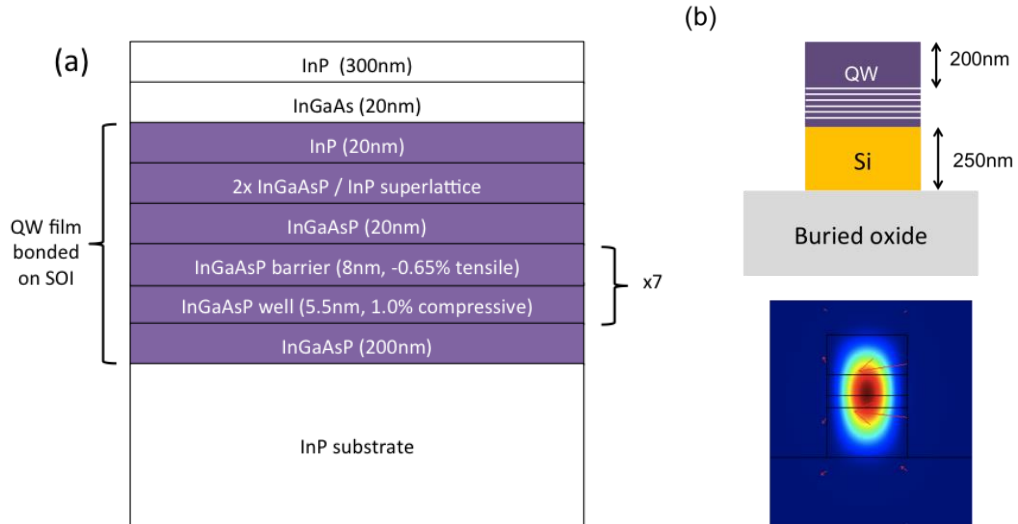 (a)
InP (300nm)
InGaAs (20nm)
InP (20nm)
2x InGaAsP / InP superlattice
InGaAsP (20nm)
InGaAsP barrier (8nm, -0.65% tensile)
InGaAsP well (5.5nm, 1.0% compressive)
InGaAsP (200nm)
InP substrate
QW film
bonded
on SOI
x7
(b)
QW
200nm
Si
250nm
Buried oxide